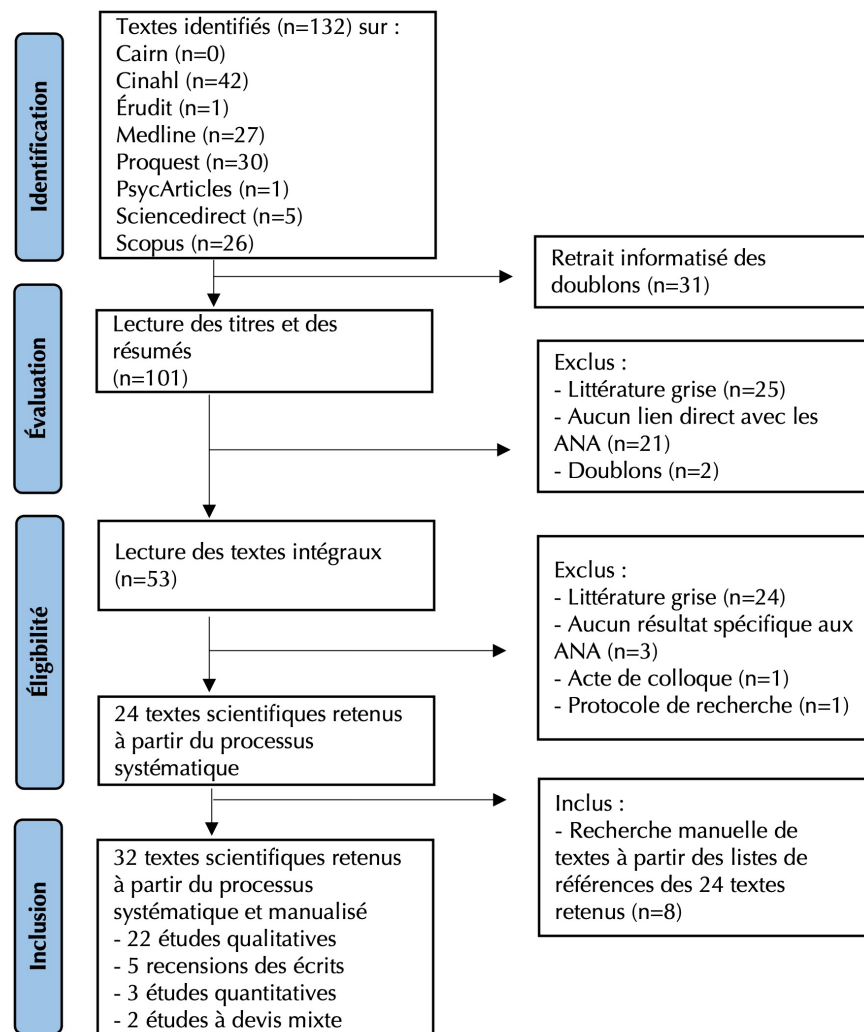 Identification
Textes identifiés (n=132) sur :
Cairn (n=0)
Cinahl (n=42)
Érudit (n=1)
Medline (n=27)
Proquest (n=30)
PsycArticles (n=1)
Sciencedirect (n=5)
Scopus (n=26)
Retrait informatisé des
doublons (n=31)
Évaluation
Lecture des titres et des
résumés
(n=101)
Exclus :
- Littérature grise (n=25)
- Aucun lien direct avec les
ANA (n=21)
- Doublons (n=2)
Éligibilité
Lecture des textes intégraux
(n=53)
Exclus :
- Littérature grise (n=24)
- Aucun résultat spécifique aux
ANA (n=3)
- Acte de colloque (n=1)
- Protocole de recherche (n=1)
24 textes scientifiques retenus
à partir du processus
systématique
Inclus :
- Recherche manuelle de
textes à partir des listes de
références des 24 textes
retenus (n=8)
Inclusion
32 textes scientifiques retenus
à partir du processus
systématique et manualisé
- 22 études qualitatives
- 5 recensions des écrits
- 3 études quantitatives
- 2 études à devis mixte